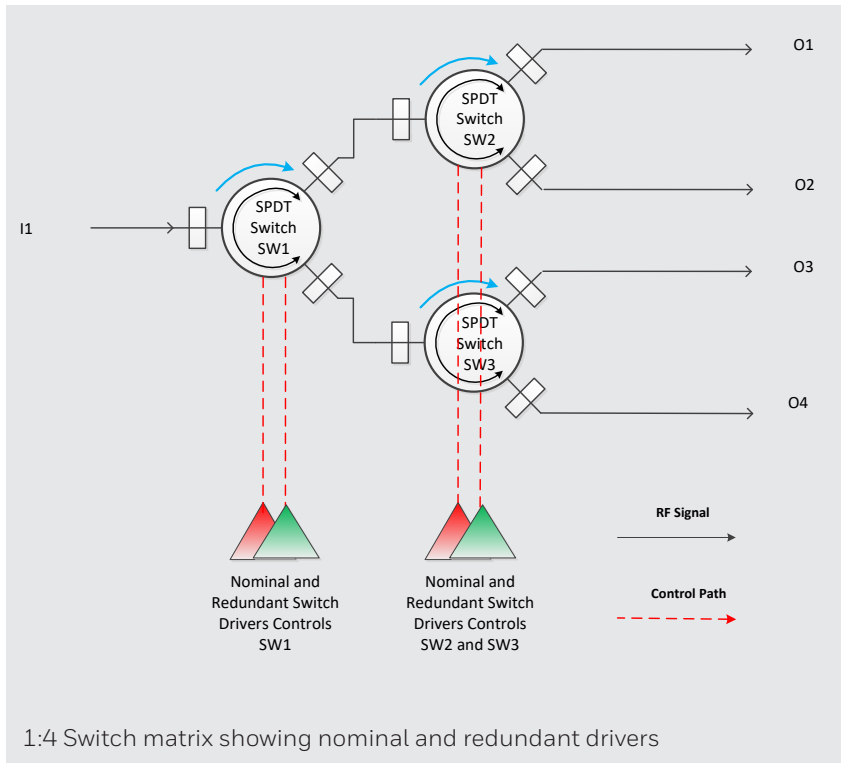 O1
SPDT
Switch
SW2
O2
I1
SPDT
Switch
SW1
O3
SPDT
Switch
SW3
O4
RF Signal
Control Path
Nominal and
Redundant Switch
Drivers Controls
SW1
Nominal and
Redundant Switch
Drivers Controls
SW2 and SW3
1:4 Switch matrix showing nominal and redundant drivers